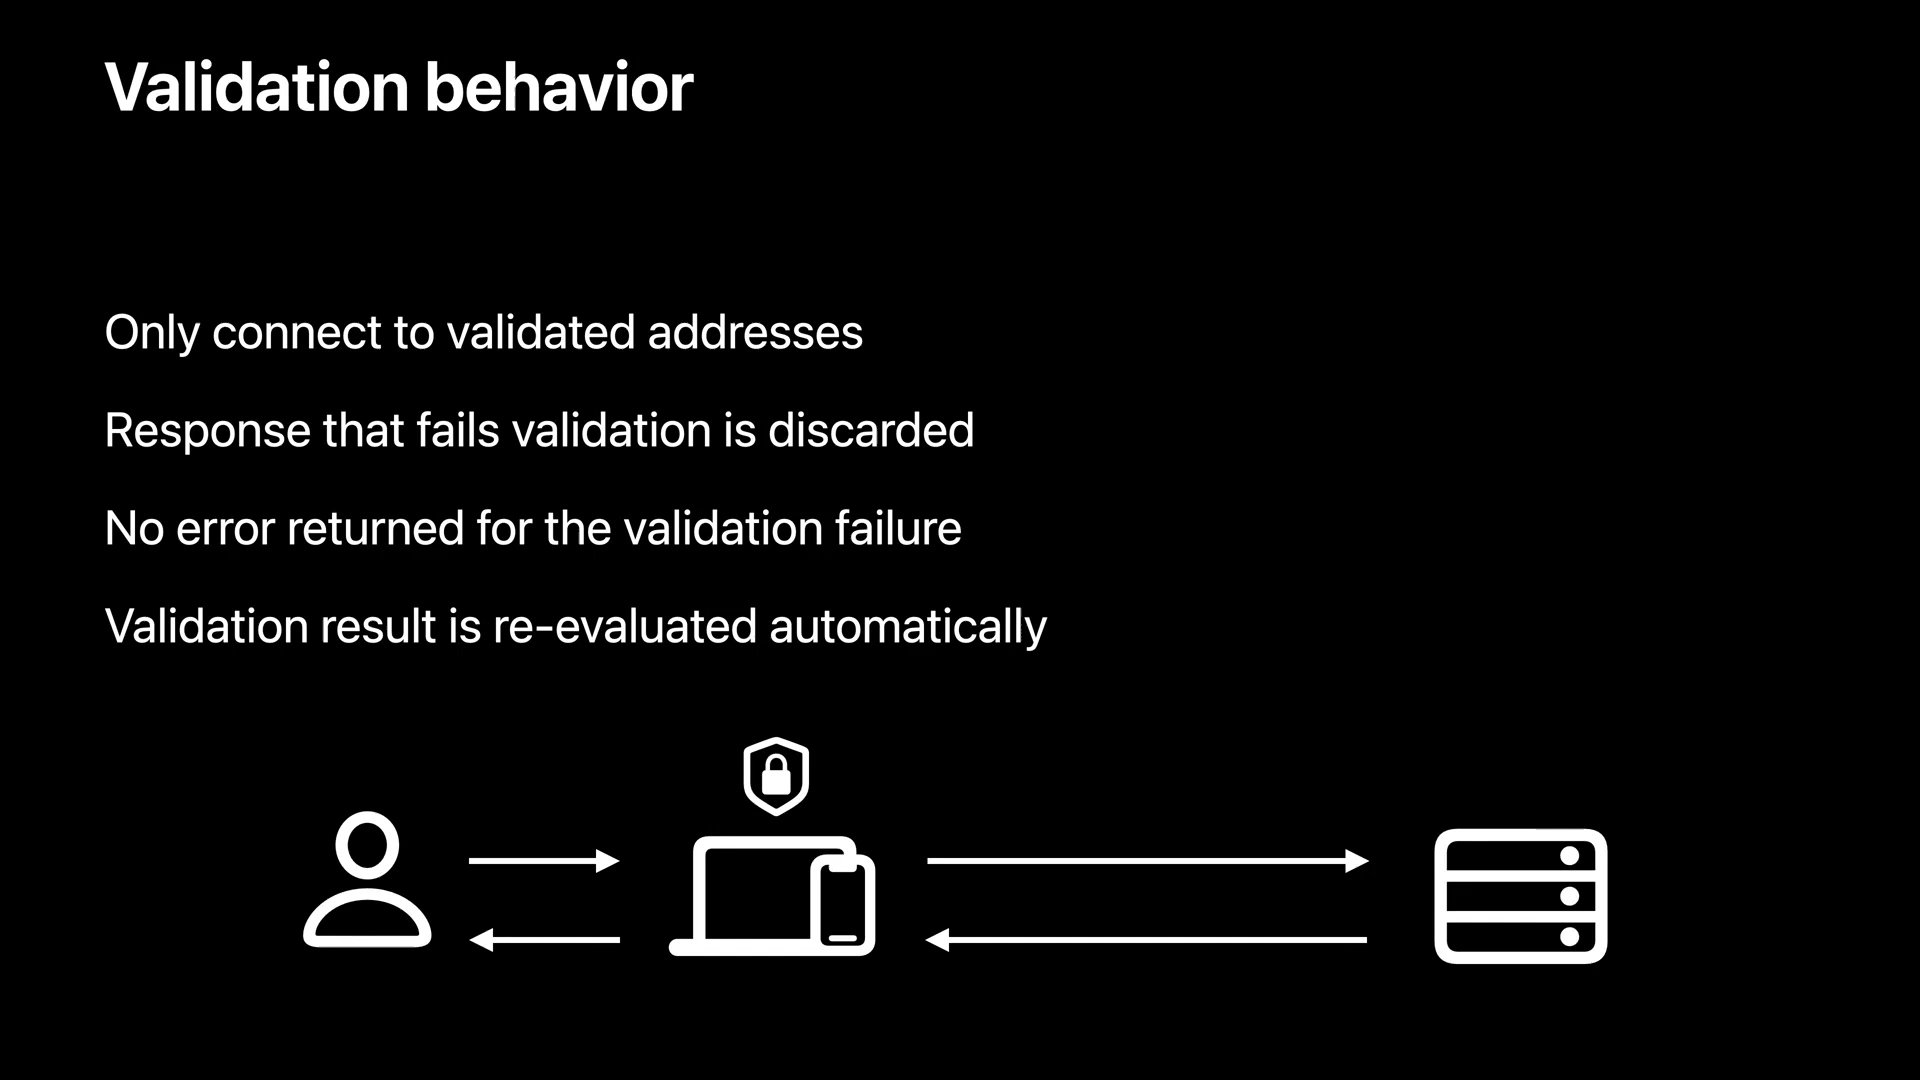 Validation behavior
Only connect to validated addresses
Response that fails validation is discarded
No error returned for the validation failure
Validation result is re-evaluated automatically